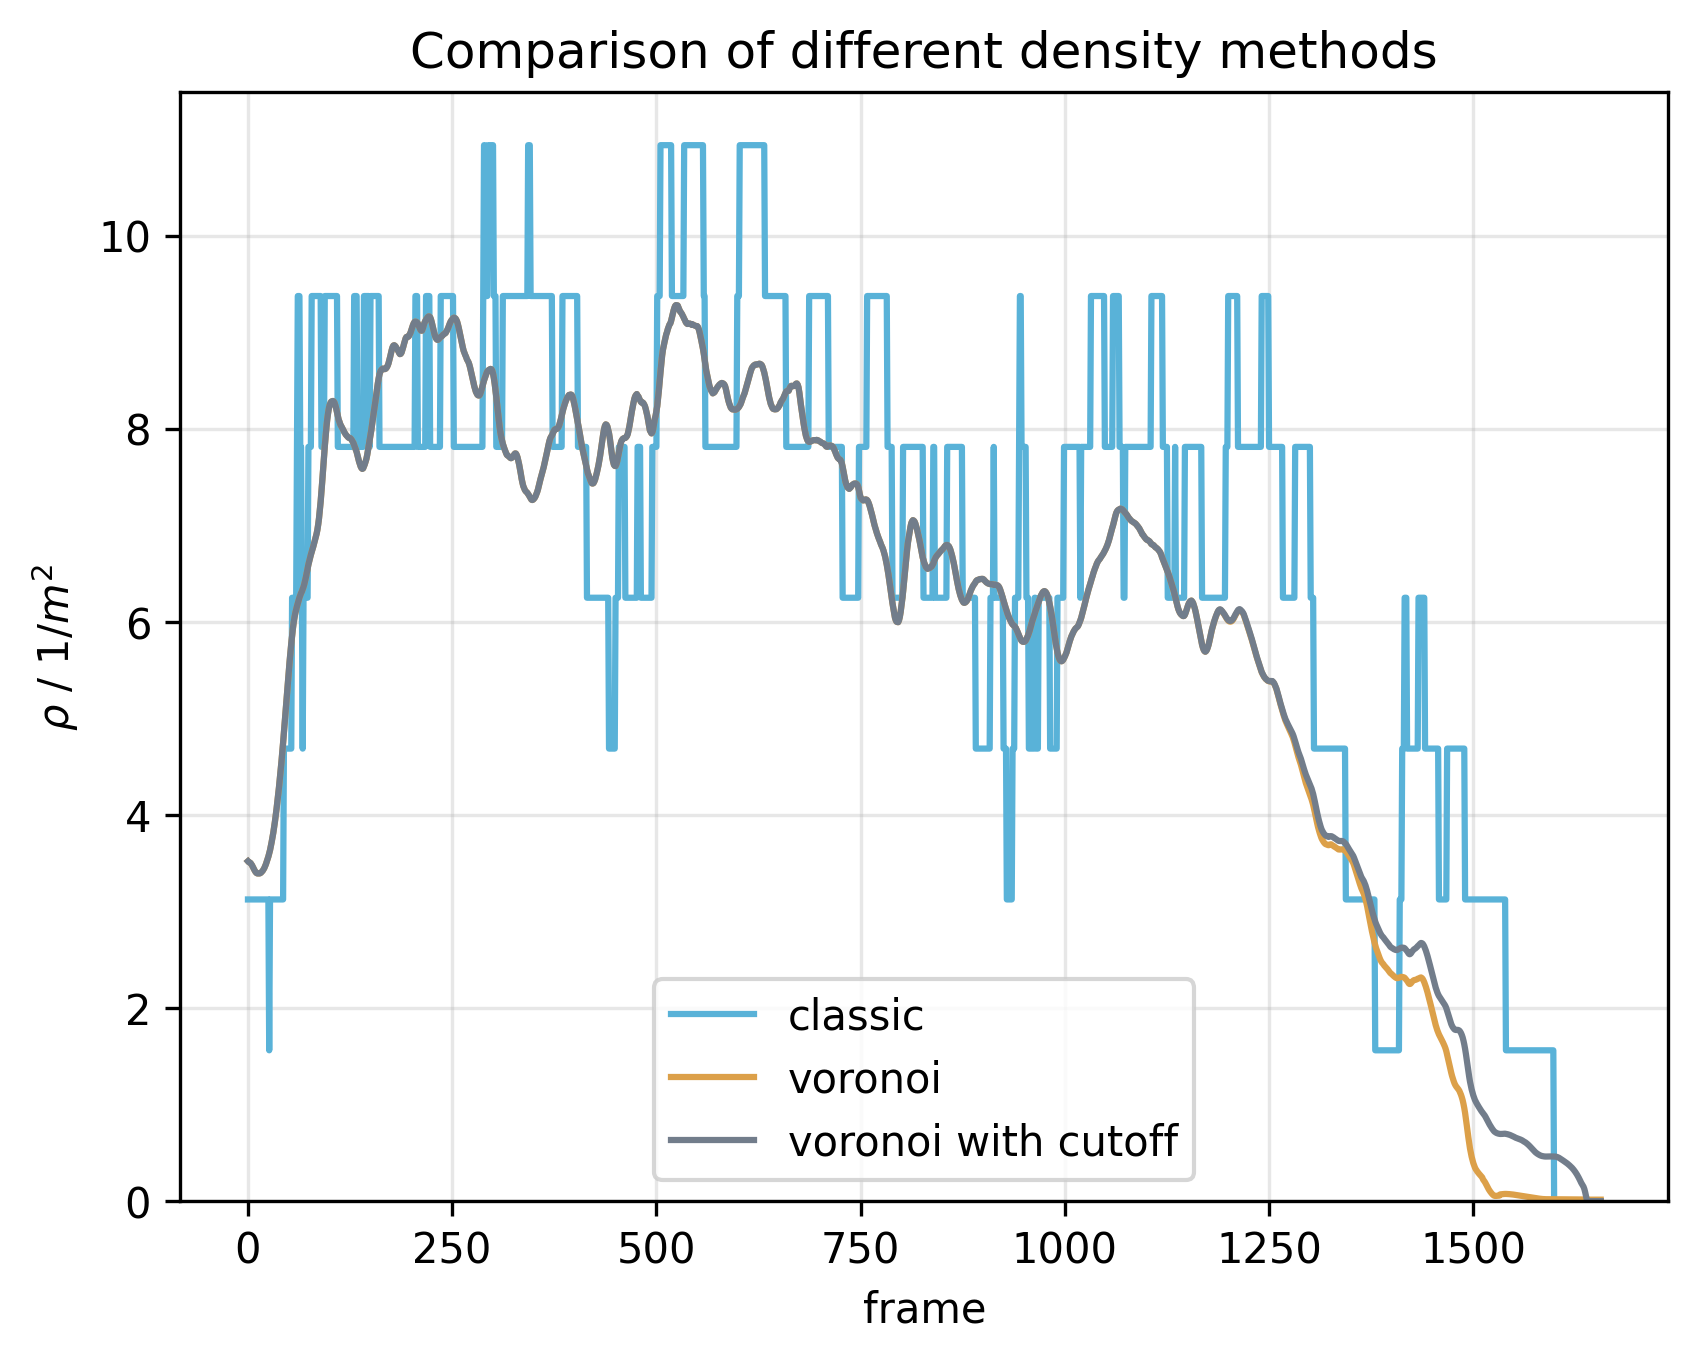 Comparison of different density methods
ρ / 1/m²
10
8
6
4
2
0
classic
voronoi
voronoi with cutoff
0 250 500 750 1000 1250 1500
frame